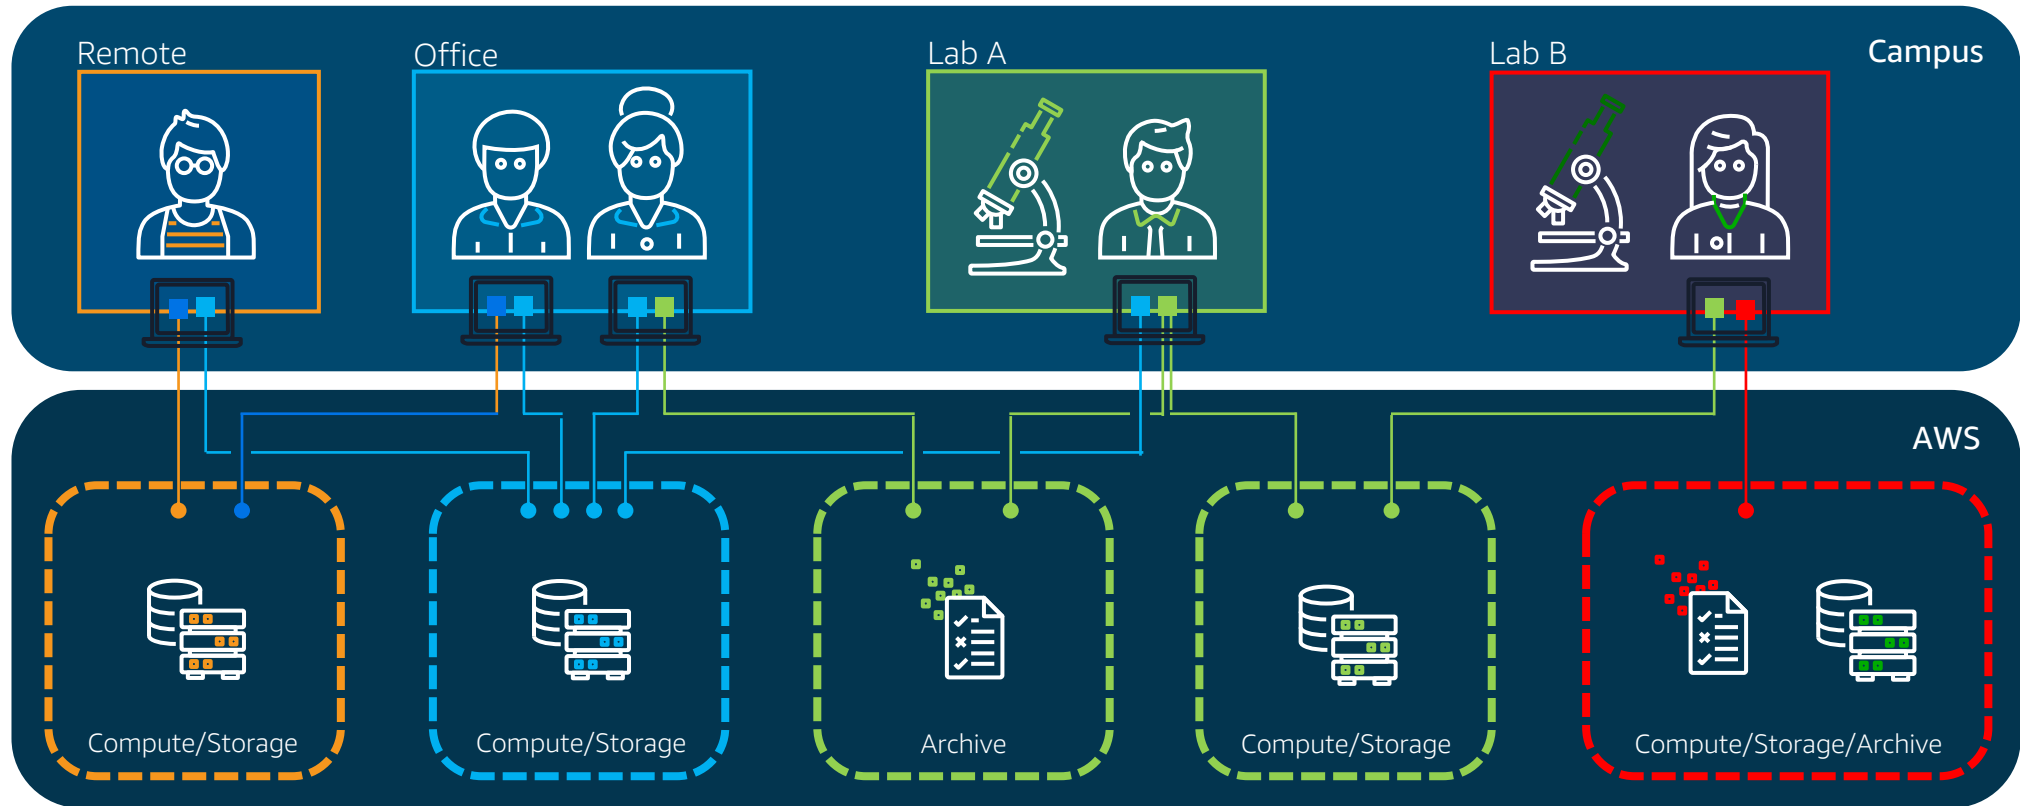 Remote
Office
Lab A
Lab B
Campus
AWS
Compute/Storage
Compute/Storage
Archive
Compute/Storage
Compute/Storage/Archive